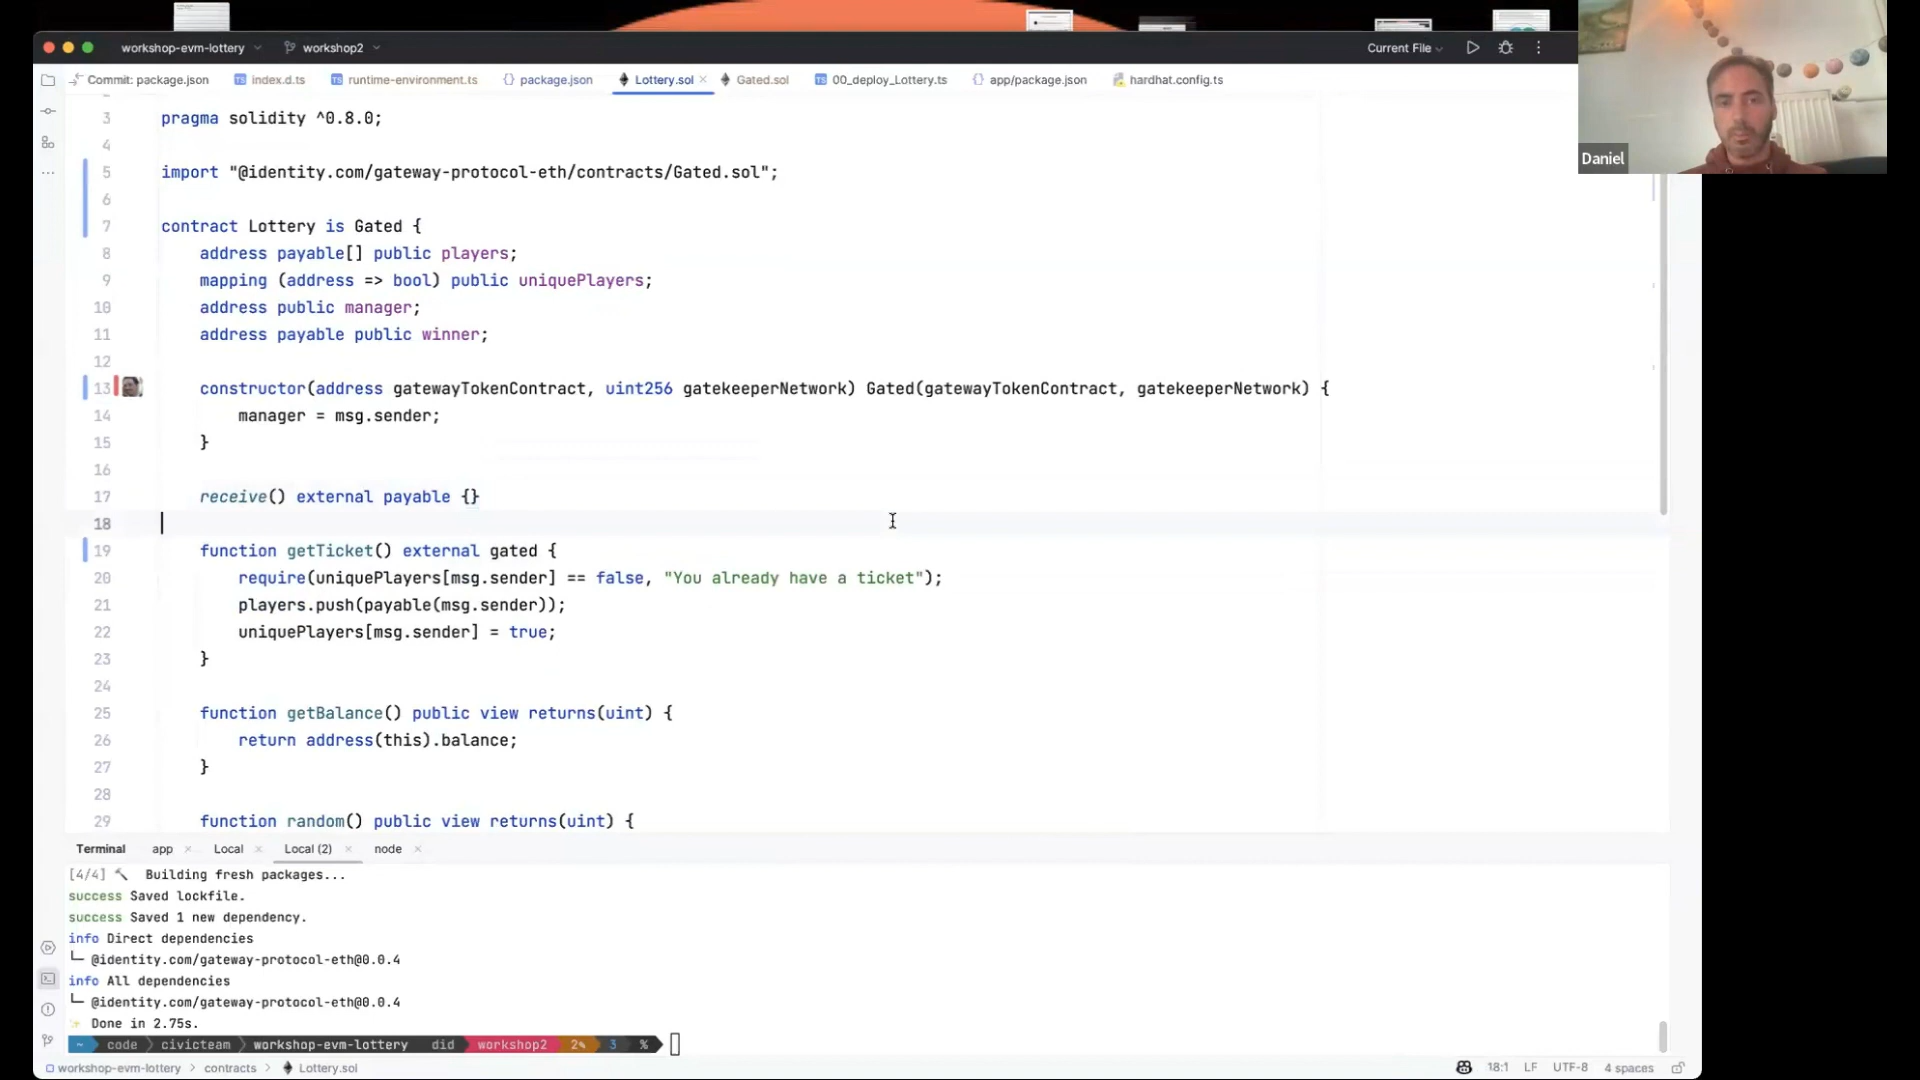 workshop-evm-lottery workshop2 Current File
Commit: package.json index.d.ts runtime-environment.ts package.json Lottery.sol Gated.sol 00_deploy_Lottery.ts app/package.json hardhat.config.ts
Daniel
3 pragma solidity ^0.8.0;
4
5 import "@identity.com/gateway-protocol-eth/contracts/Gated.sol";
6
7 contract Lottery is Gated {
8 address payable[] public players;
9 mapping (address => bool) public uniquePlayers;
10 address public manager;
11 address payable public winner;
12
13 constructor(address gatewayTokenContract, uint256 gatekeeperNetwork) Gated(gatewayTokenContract, gatekeeperNetwork) {
14 manager = msg.sender;
15 }
16
17 receive() external payable {}
18
19 function getTicket() external gated {
20 require(uniquePlayers[msg.sender] == false, "You already have a ticket");
21 players.push(payable(msg.sender));
22 uniquePlayers[msg.sender] = true;
23 }
24
25 function getBalance() public view returns(uint) {
26 return address(this).balance;
27 }
28
29 function random() public view returns(uint) {
Terminal app Local Local (2) node
[4/4] Building fresh packages...
success Saved lockfile.
success Saved 1 new dependency.
info Direct dependencies
└─ @identity.com/gateway-protocol-eth@0.0.4
info All dependencies
└─ @identity.com/gateway-protocol-eth@0.0.4
Done in 2.75s.
~ code civicteam workshop-evm-lottery did workshop2 3 %
workshop-evm-lottery > contracts > Lottery.sol 18:1 LF UTF-8 4 spaces